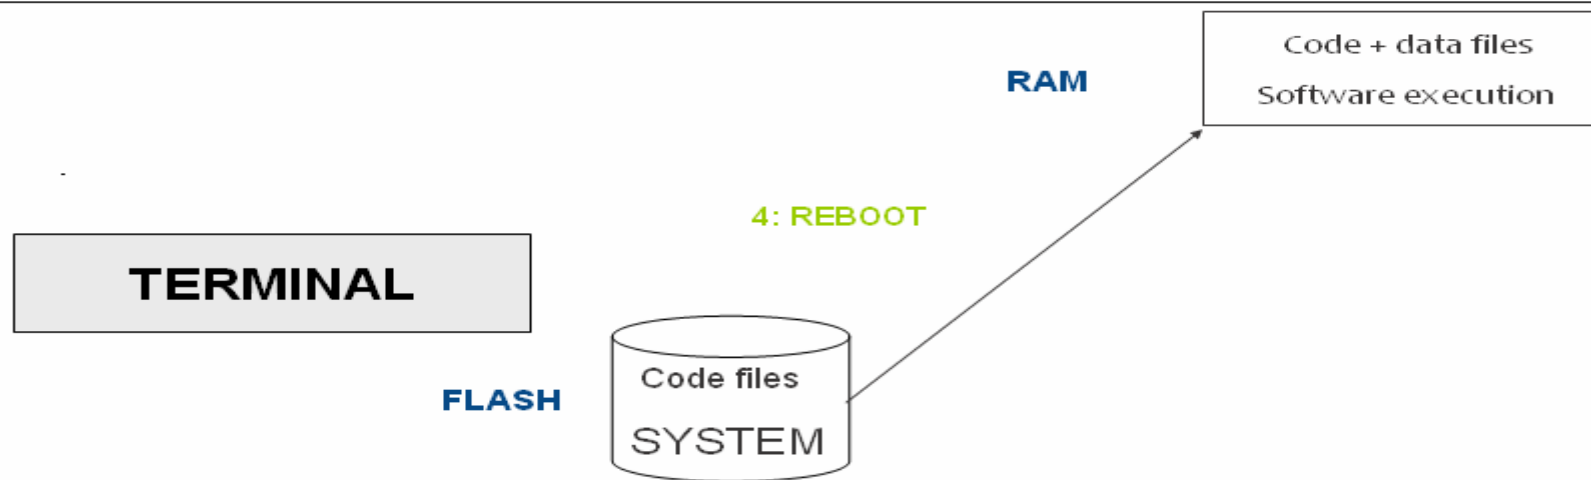 Code + data files
RAM
Software execution
4: REBOOT
TERMINAL
Code files
FLASH
SYSTEM